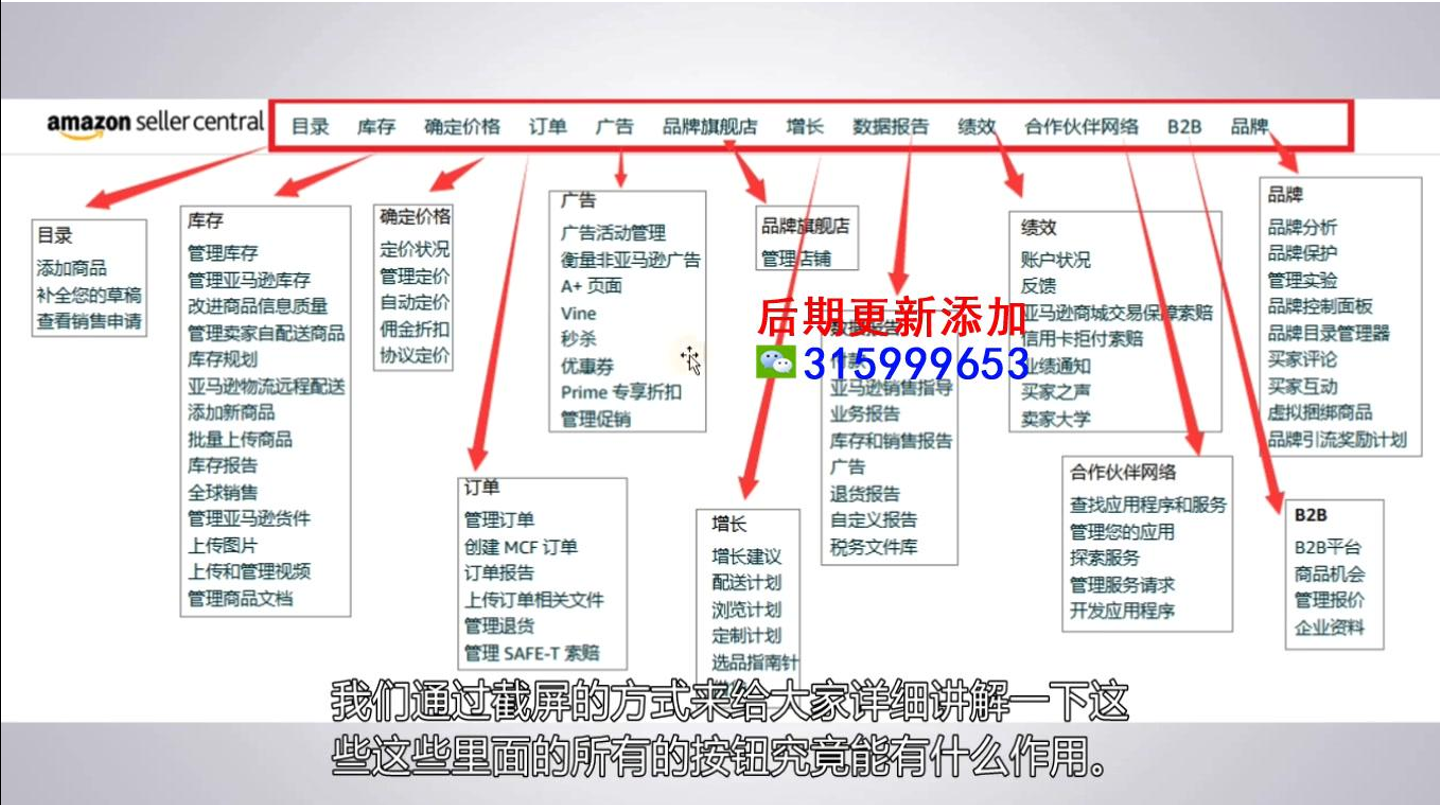 amazon seller central
目录 库存 确定价格 订单 广告 品牌旗舰店 增长 数据报告 绩效 合作伙伴网络 B2B 品牌
目录
添加商品
补全您的草稿
查看销售申请
库存
管理库存
管理亚马逊库存
改进商品信息质量
管理卖家自配送商品
库存规划
亚马逊物流远程配送
添加新商品
批量上传商品
库存报告
全球销售
管理亚马逊货件
上传图片
上传和管理视频
管理商品文档
确定价格
定价状况
管理定价
自动定价
佣金折扣
协议定价
订单
管理订单
创建 MCF 订单
订单报告
上传订单相关文件
管理退货
管理 SAFE-T 索赔
广告
广告活动管理
衡量非亚马逊广告
A+ 页面
Vine
秒杀
优惠券
Prime 专享折扣
管理促销
品牌旗舰店
管理店铺
增长
增长建议
配送计划
浏览计划
定制计划
选品指南针
后期更新添加
315999653
数据报告
付款
亚马逊销售指导
业务报告
库存和销售报告
广告
退货报告
自定义报告
税务文件库
绩效
账户状况
反馈
亚马逊商城交易保障索赔
信用卡拒付索赔
业绩通知
买家之声
卖家大学
合作伙伴网络
查找应用程序和服务
管理您的应用
探索服务
管理服务请求
开发应用程序
B2B
B2B平台
商品机会
管理报价
企业资料
品牌
品牌分析
品牌保护
管理实验
品牌控制面板
品牌目录管理器
买家评论
买家互动
虚拟捆绑商品
品牌引流奖励计划
我们通过截屏的方式来给大家详细讲解一下这
些这些里面的所有的按钮究竟能有什么作用。